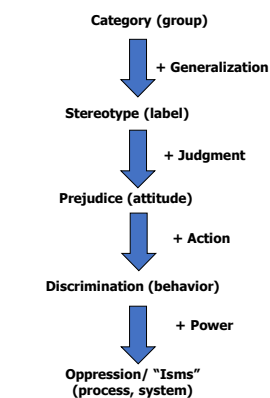 Category (group)
+ Generalization
Stereotype (label)
+ Judgment
Prejudice (attitude)
+ Action
Discrimination (behavior)
+ Power
Oppression/ “Isms”
(process, system)